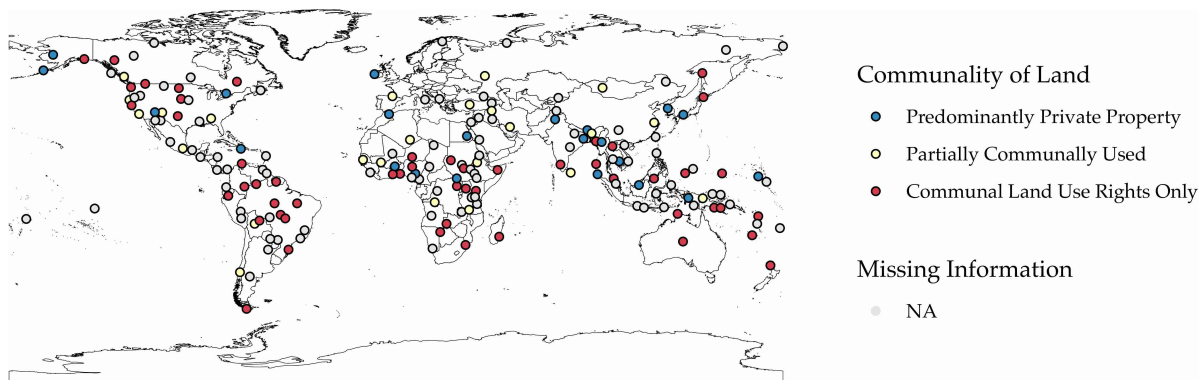 Communality of Land
Predominantly Private Property
Partially Communally Used
Communal Land Use Rights Only
Missing Information
NA